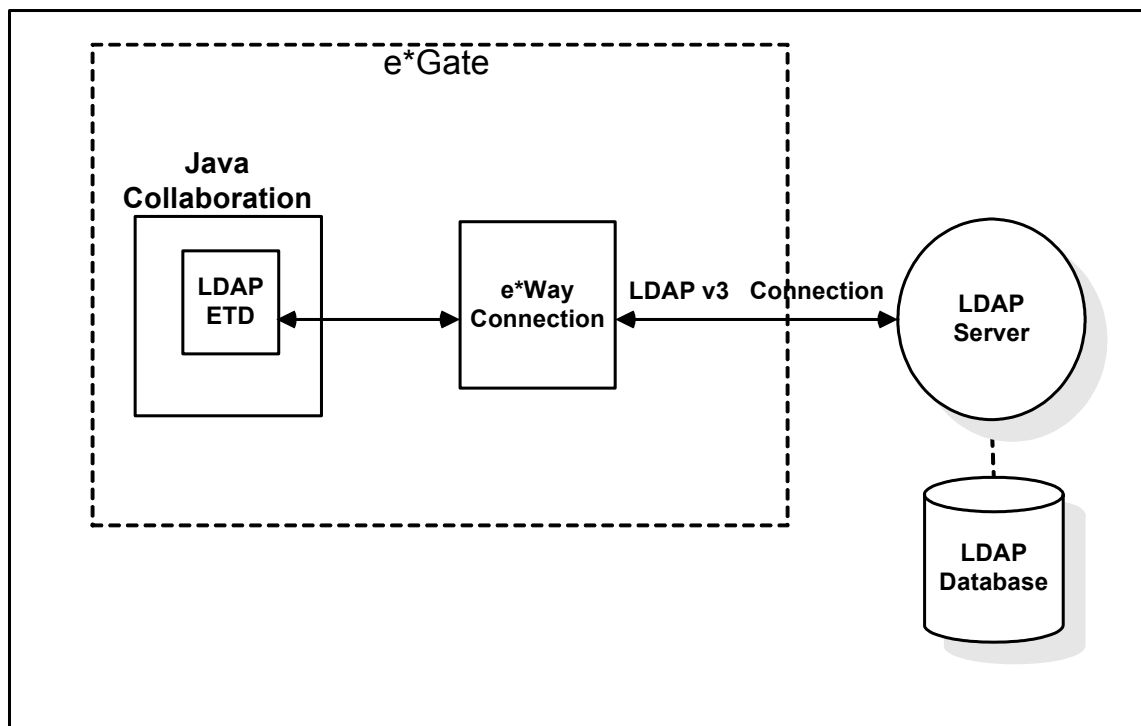 e*Gate
Java
Collaboration
LDAP
ETD
e*Way
Connection
LDAP v3 Connection
LDAP
Server
LDAP
Database